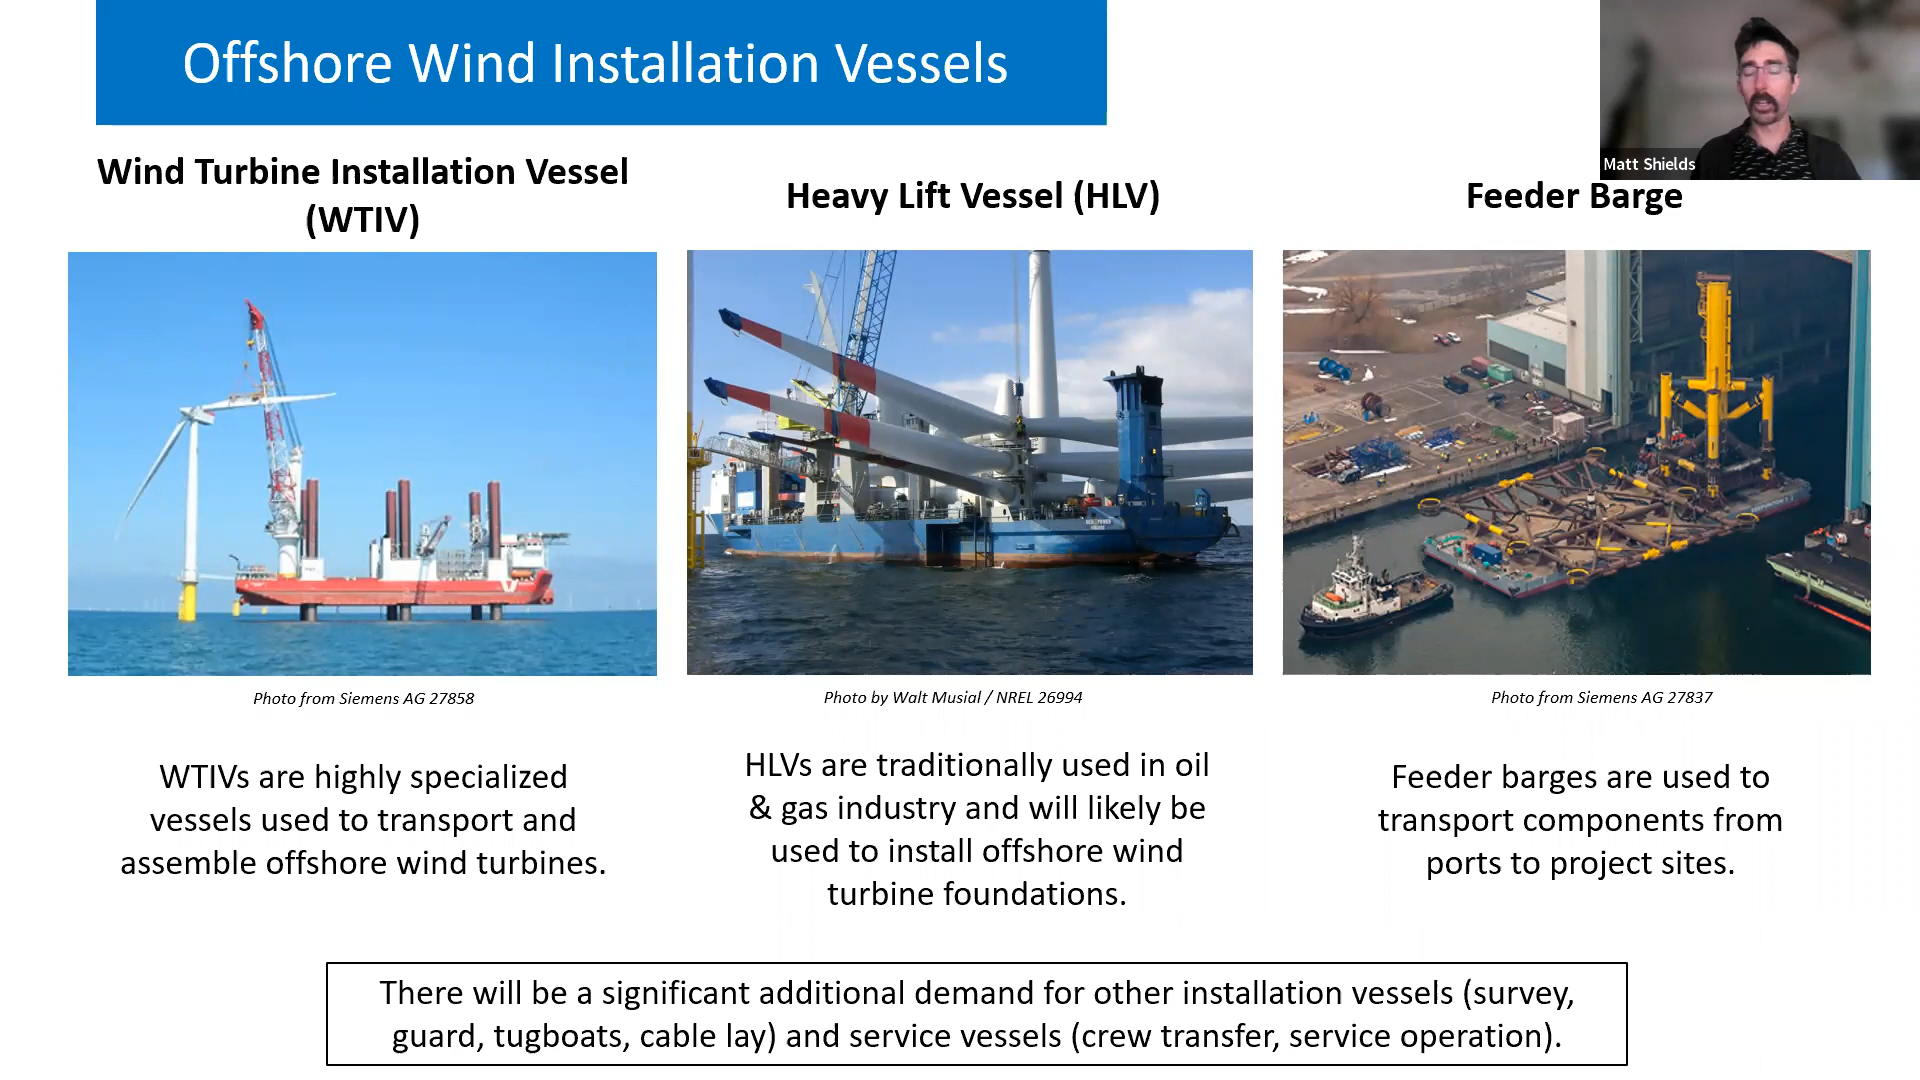 Offshore Wind Installation Vessels
Matt Shields
Wind Turbine Installation Vessel
(WTIV)
Heavy Lift Vessel (HLV)
Feeder Barge
Photo from Siemens AG 27858
Photo by Walt Musial / NREL 26994
Photo from Siemens AG 27837
WTIVs are highly specialized
vessels used to transport and
assemble offshore wind turbines.
HLVs are traditionally used in oil
& gas industry and will likely be
used to install offshore wind
turbine foundations.
Feeder barges are used to
transport components from
ports to project sites.
There will be a significant additional demand for other installation vessels (survey,
guard, tugboats, cable lay) and service vessels (crew transfer, service operation).